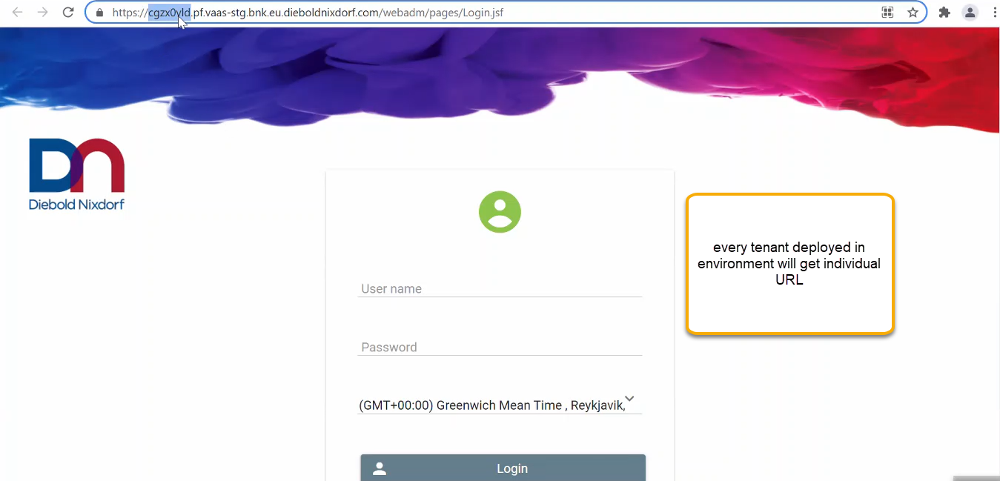 https://cgzx0vld.pf.vaas-stg.bnk.eu.dieboldnixdorf.com/webadm/pages/Login.jsf
Diebold Nixdorf
User name
Password
(GMT+00:00) Greenwich Mean Time , Reykjavik,
Login
every tenant deployed in
environment will get individual
URL